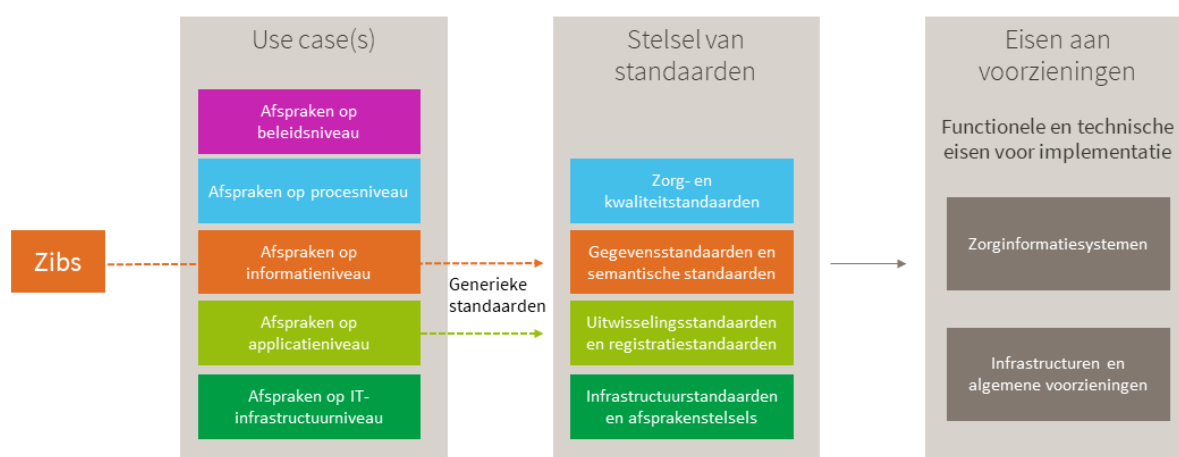 Use case(s)
Afspraken op
beleidsniveau
Afspraken op procesniveau
Zibs
Afspraken op
informatieniveau
Afspraken op
applicatieniveau
Afspraken op IT-
infrastructuurniveau
Generieke
standaarden
Stelsel van
standaarden
Zorg- en
kwaliteitstandaarden
Gegevensstandaarden en
semantische standaarden
Uitwisselingsstandaarden
en registratiestandaarden
Infrastructuurstandaarden
en afsprakenstelsels
Eisen aan
voorzieningen
Functionele en technische
eisen voor implementatie
Zorginformatiesystemen
Infrastructuren en
algemene voorzieningen